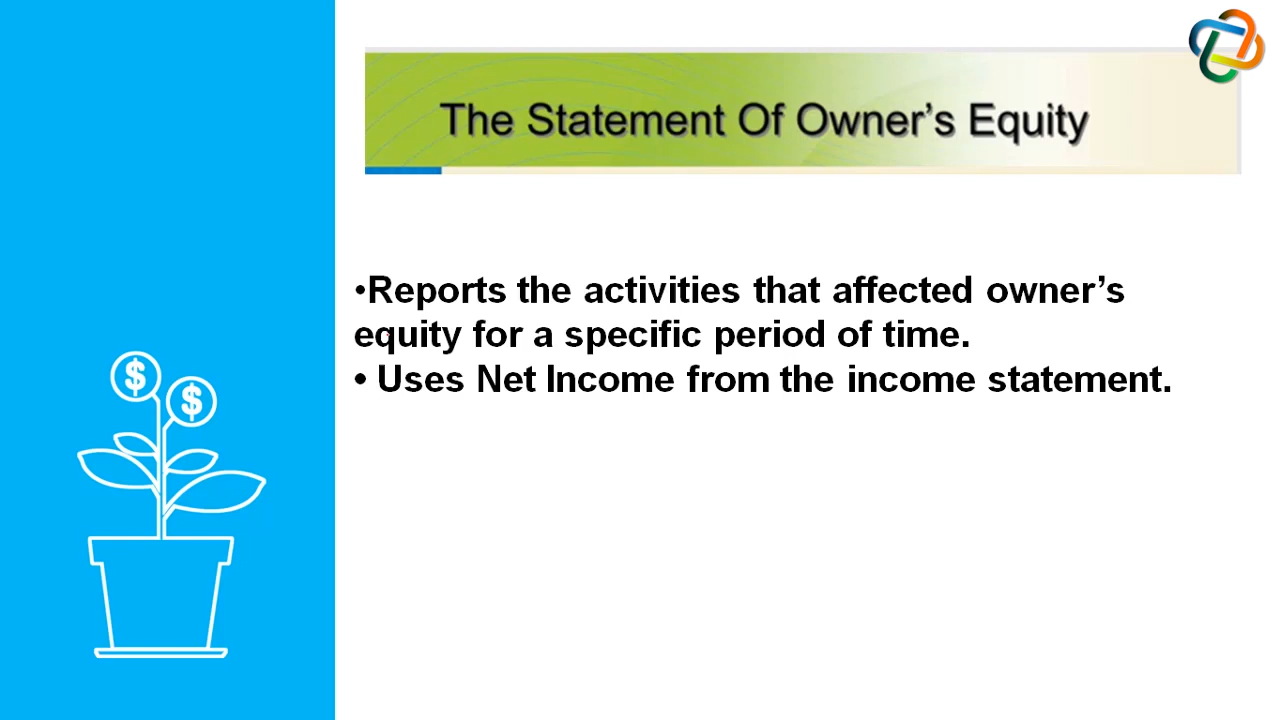 The Statement Of Owner’s Equity
•Reports the activities that affected owner’s
equity for a specific period of time.
• Uses Net Income from the income statement.
$
$